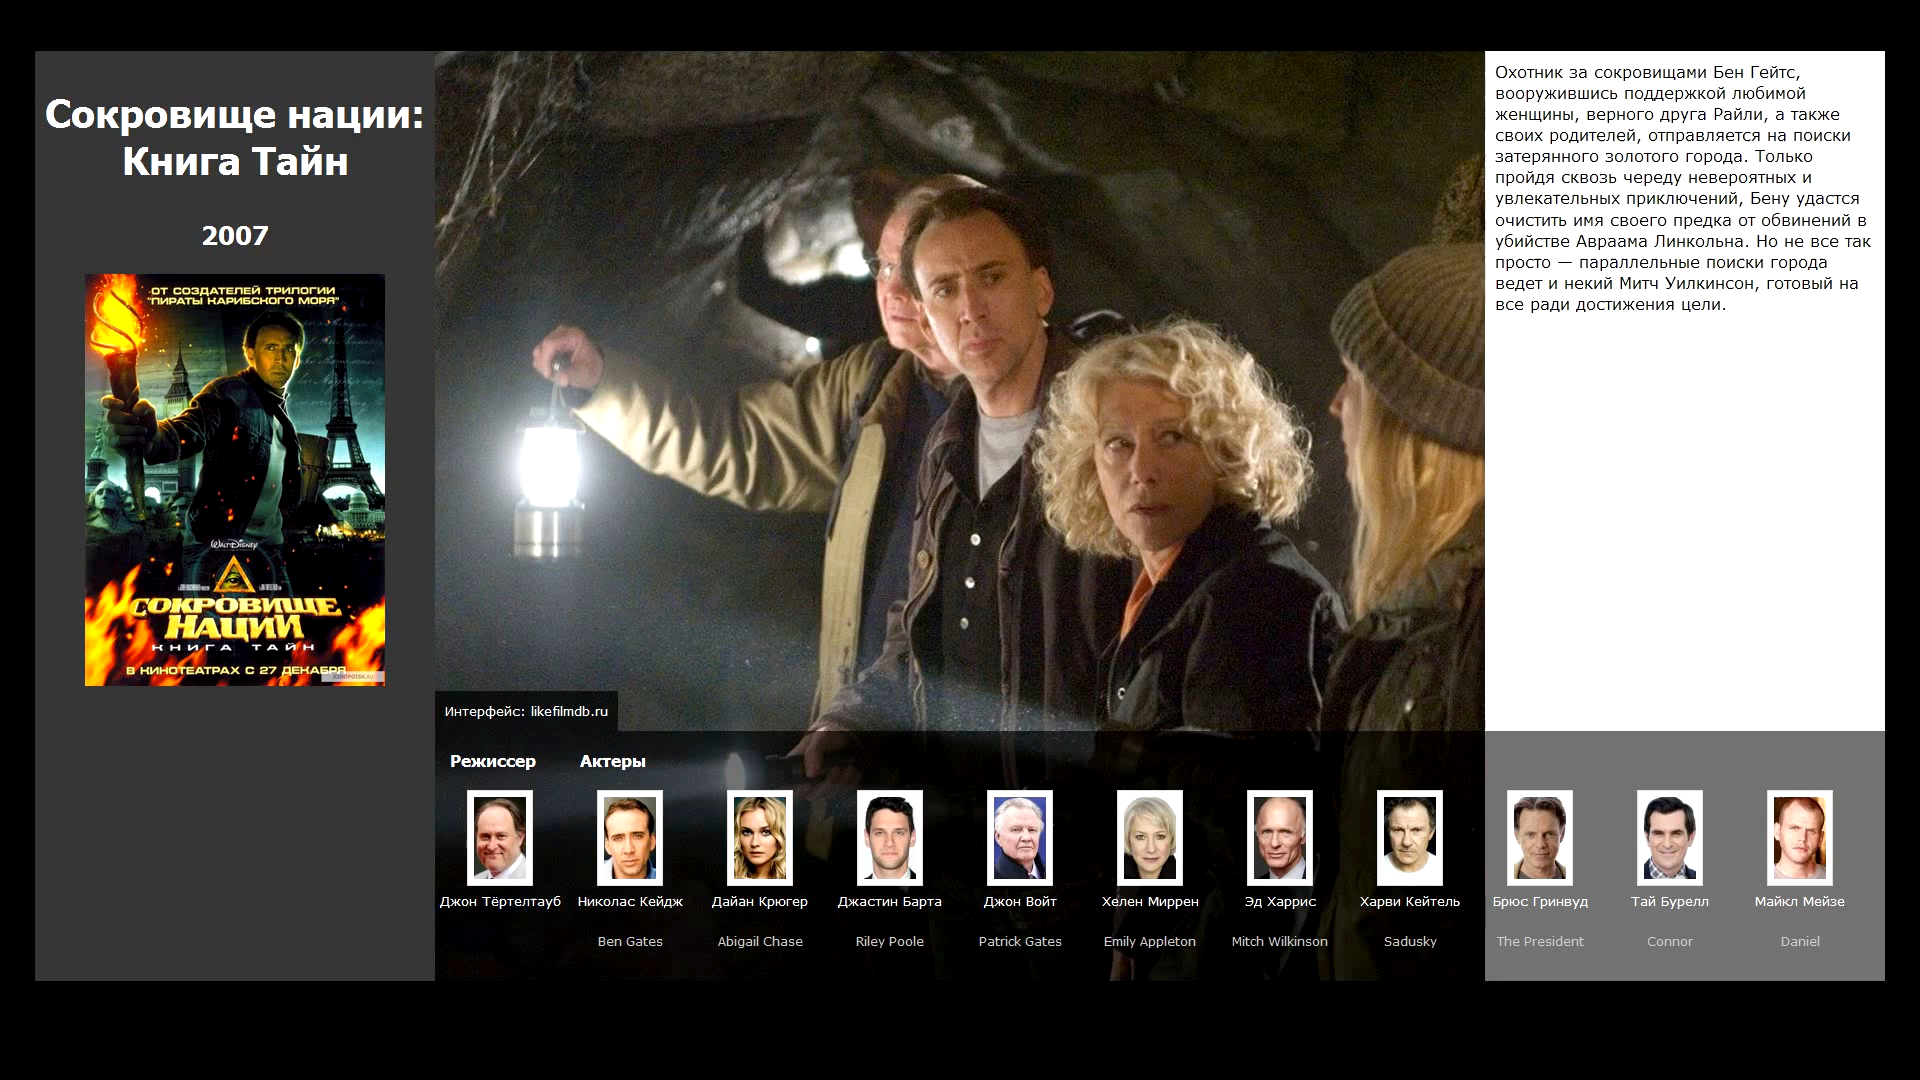 Сокровище нации:
Книга Тайн
2007
ОТ СОЗДАТЕЛЕЙ ТРИЛОГИИ
"ПИРАТЫ КАРИБСКОГО МОРЯ"
WALT DISNEY
СОКРОВИЩЕ
НАЦИИ
КНИГА ТАЙН
В КИНОТЕАТРАХ С 27 ДЕКАБРЯ
KINOPOISK.RU
Охотник за сокровищами Бен Гейтс,
вооружившись поддержкой любимой
женщины, верного друга Райли, а также
своих родителей, отправляется на поиски
затерянного золотого города. Только
пройдя сквозь череду невероятных и
увлекательных приключений, Бену удастся
очистить имя своего предка от обвинений в
убийстве Авраама Линкольна. Но не все так
просто — параллельные поиски города
ведет и некий Митч Уилкинсон, готовый на
все ради достижения цели.
Интерфейс: likefilmdb.ru
Режиссер Актеры
Джон Тёртелтауб Николас Кейдж Дайан Крюгер Джастин Барта Джон Войт Хелен Миррен Эд Харрис Харви Кейтель Брюс Гринвуд Тай Бурелл Майкл Мейзе
Ben Gates Abigail Chase Riley Poole Patrick Gates Emily Appleton Mitch Wilkinson Sadusky The President Connor Daniel